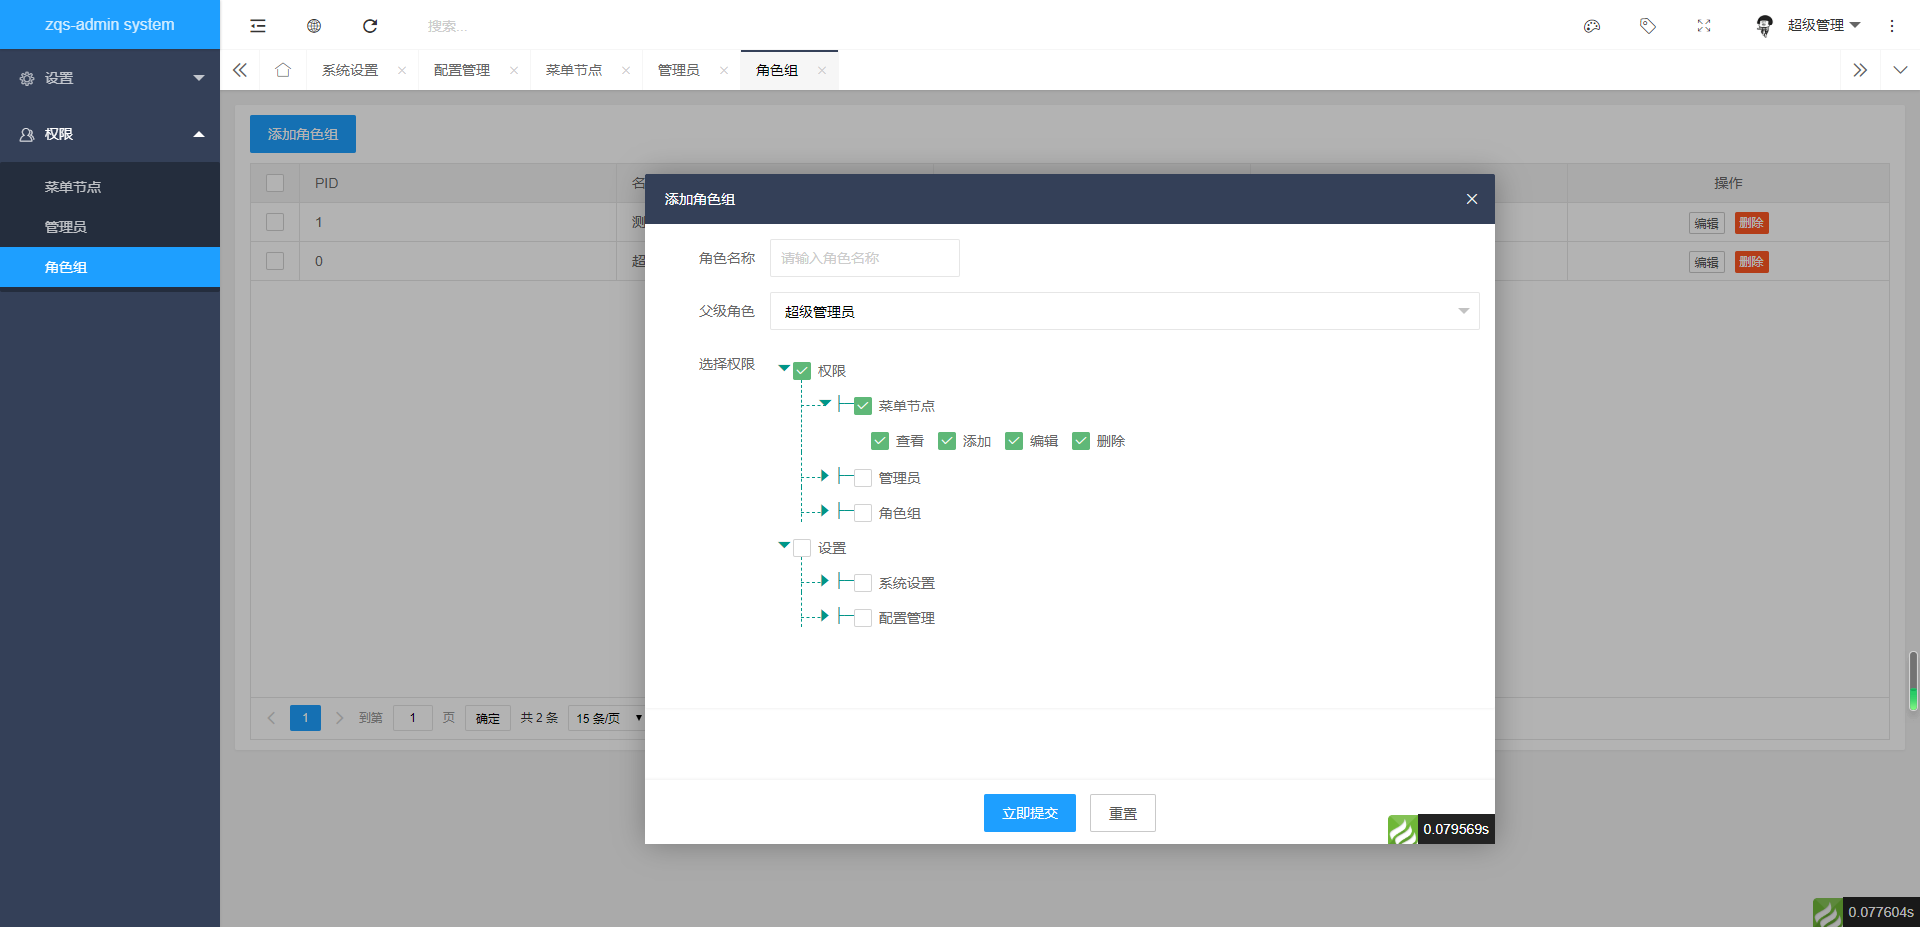 zqs-admin system
搜索...
超级管理
设置
权限
菜单节点
管理员
角色组
系统设置
配置管理
菜单节点
管理员
角色组
添加角色组
PID
名
操作
1
测
编辑
删除
0
超
编辑
删除
1
到第
1
页
确定
共 2 条
15 条/页
添加角色组
角色名称
请输入角色名称
父级角色
超级管理员
选择权限
权限
菜单节点
查看
添加
编辑
删除
管理员
角色组
设置
系统设置
配置管理
立即提交
重置
0.079569s
0.077604s